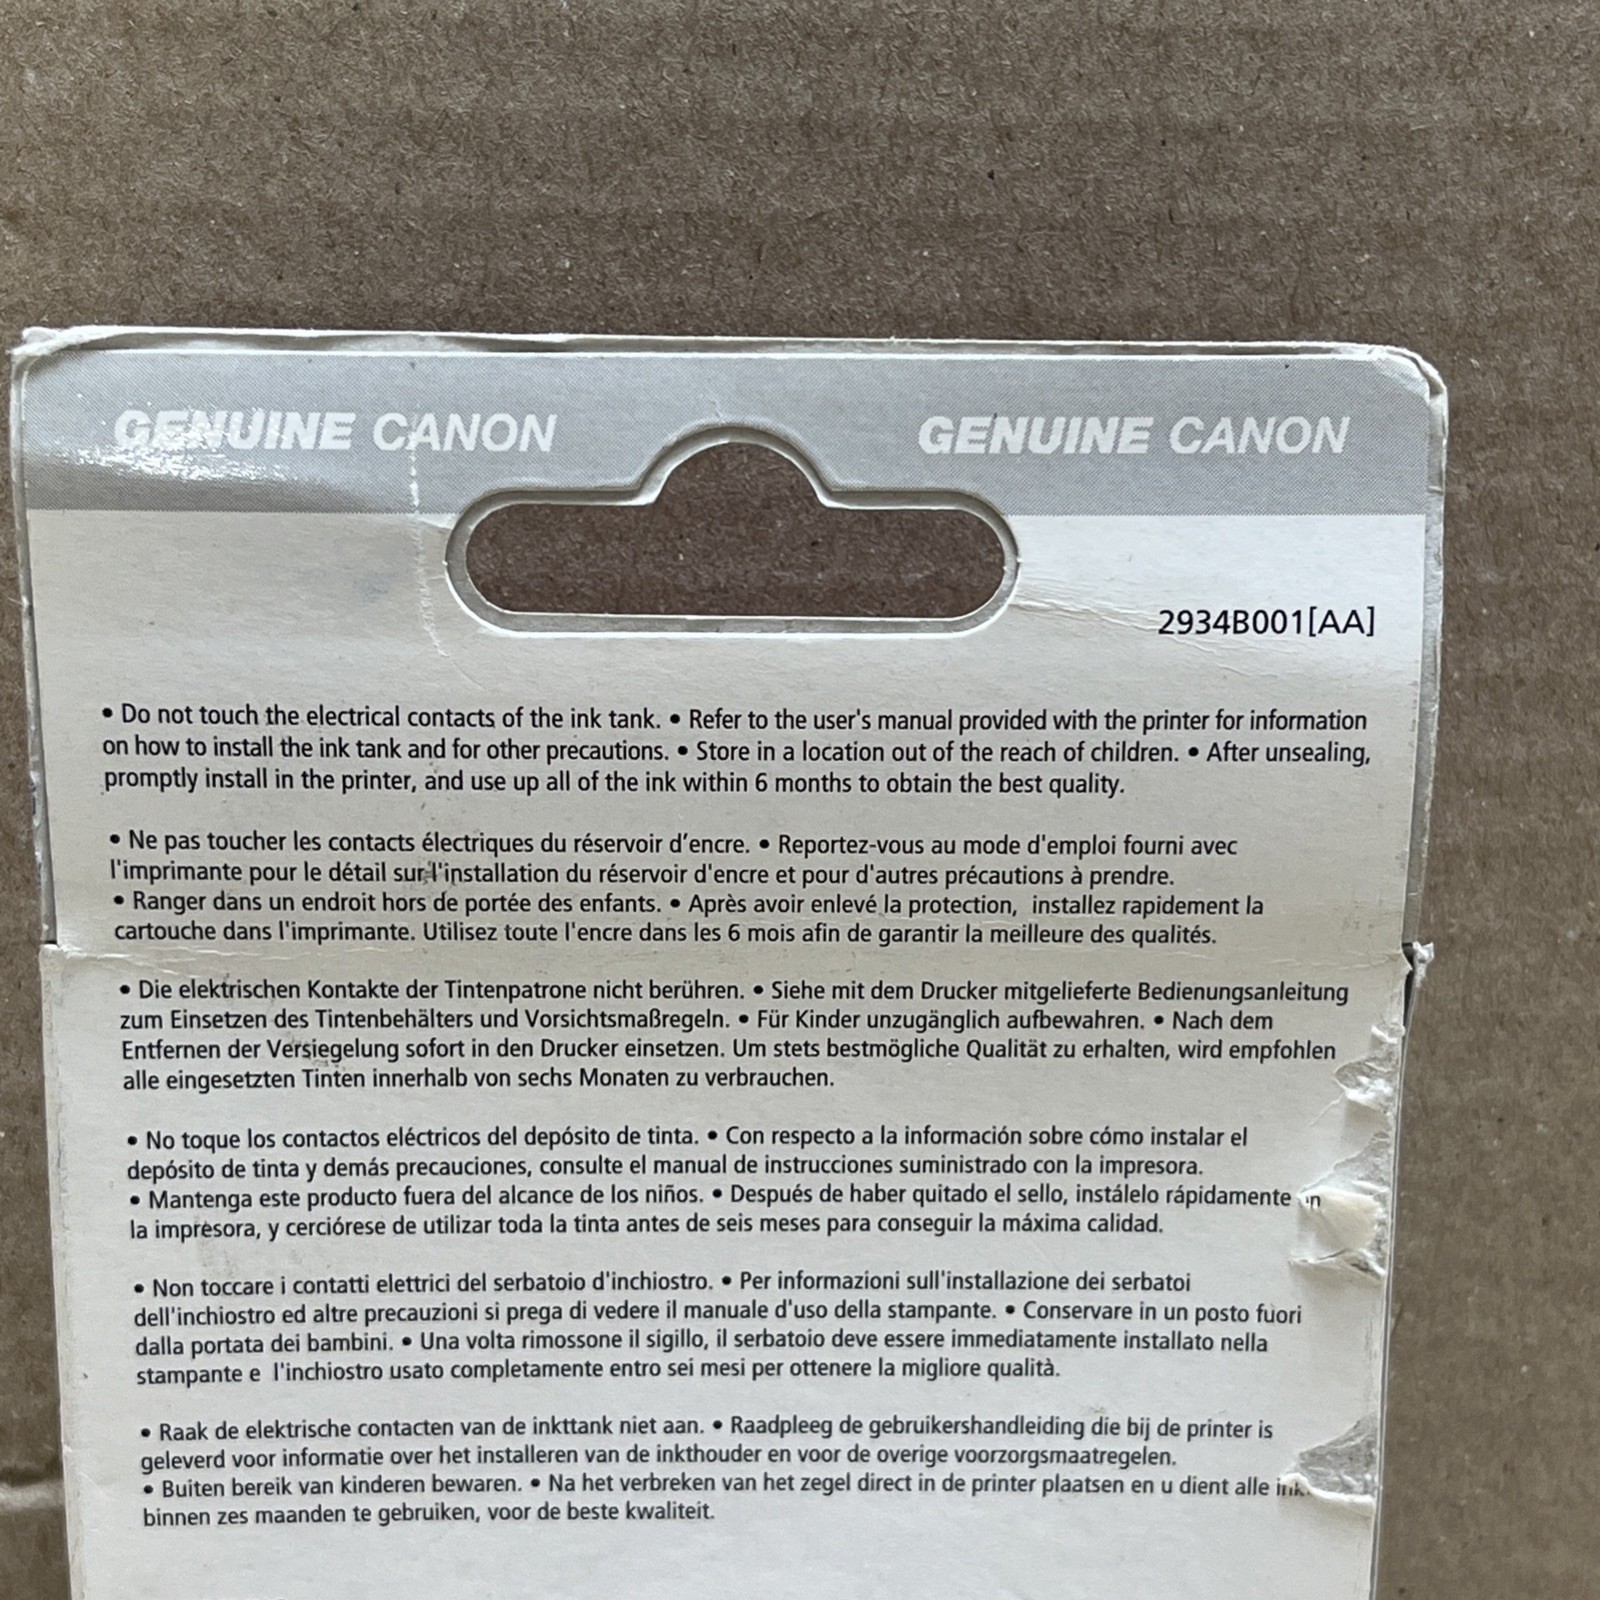 GENUINE CANON GENUINE CANON
2934B001[AA]
• Do not touch the electrical contacts of the ink tank. • Refer to the user's manual provided with the printer for information
on how to install the ink tank and for other precautions. • Store in a location out of the reach of children. • After unsealing,
promptly install in the printer, and use up all of the ink within 6 months to obtain the best quality.
• Ne pas toucher les contacts électriques du réservoir d'encre. • Reportez-vous au mode d'emploi fourni avec
l'imprimante pour le détail sur l'installation du réservoir d'encre et pour d'autres précautions à prendre.
• Ranger dans un endroit hors de portée des enfants. • Après avoir enlevé la protection, installez rapidement la
cartouche dans l'imprimante. Utilisez toute l'encre dans les 6 mois afin de garantir la meilleure des qualités.
• Die elektrischen Kontakte der Tintenpatrone nicht berühren. • Siehe mit dem Drucker mitgelieferte Bedienungsanleitung
zum Einsetzen des Tintenbehälters und Vorsichtsmaßregeln. • Für Kinder unzugänglich aufbewahren. • Nach dem
Entfernen der Versiegelung sofort in den Drucker einsetzen. Um stets bestmögliche Qualität zu erhalten, wird empfohlen
alle eingesetzten Tinten innerhalb von sechs Monaten zu verbrauchen.
• No toque los contactos eléctricos del depósito de tinta. • Con respecto a la información sobre cómo instalar el
depósito de tinta y demás precauciones, consulte el manual de instrucciones suministrado con la impresora.
• Mantenga este producto fuera del alcance de los niños. • Después de haber quitado el sello, instálelo rápidamente
la impresora, y cerciórese de utilizar toda la tinta antes de seis meses para conseguir la máxima calidad.
• Non toccare i contatti elettrici del serbatoio d'inchiostro. • Per informazioni sull'installazione dei serbatoi
dell'inchiostro ed altre precauzioni si prega di vedere il manuale d'uso della stampante. • Conservare in un posto fuori
dalla portata dei bambini. • Una volta rimossone il sigillo, il serbatoio deve essere immediatamente installato nella
stampante e l'inchiostro usato completamente entro sei mesi per ottenere la migliore qualità.
• Raak de elektrische contacten van de inkttank niet aan. • Raadpleeg de gebruikershandleiding die bij de printer is
geleverd voor informatie over het installeren van de inkthouder en voor de overige voorzorgsmaatregelen.
• Buiten bereik van kinderen bewaren. • Na het verbreken van het zegel direct in de printer plaatsen en u dient alle
binnen zes maanden te gebruiken, voor de beste kwaliteit.